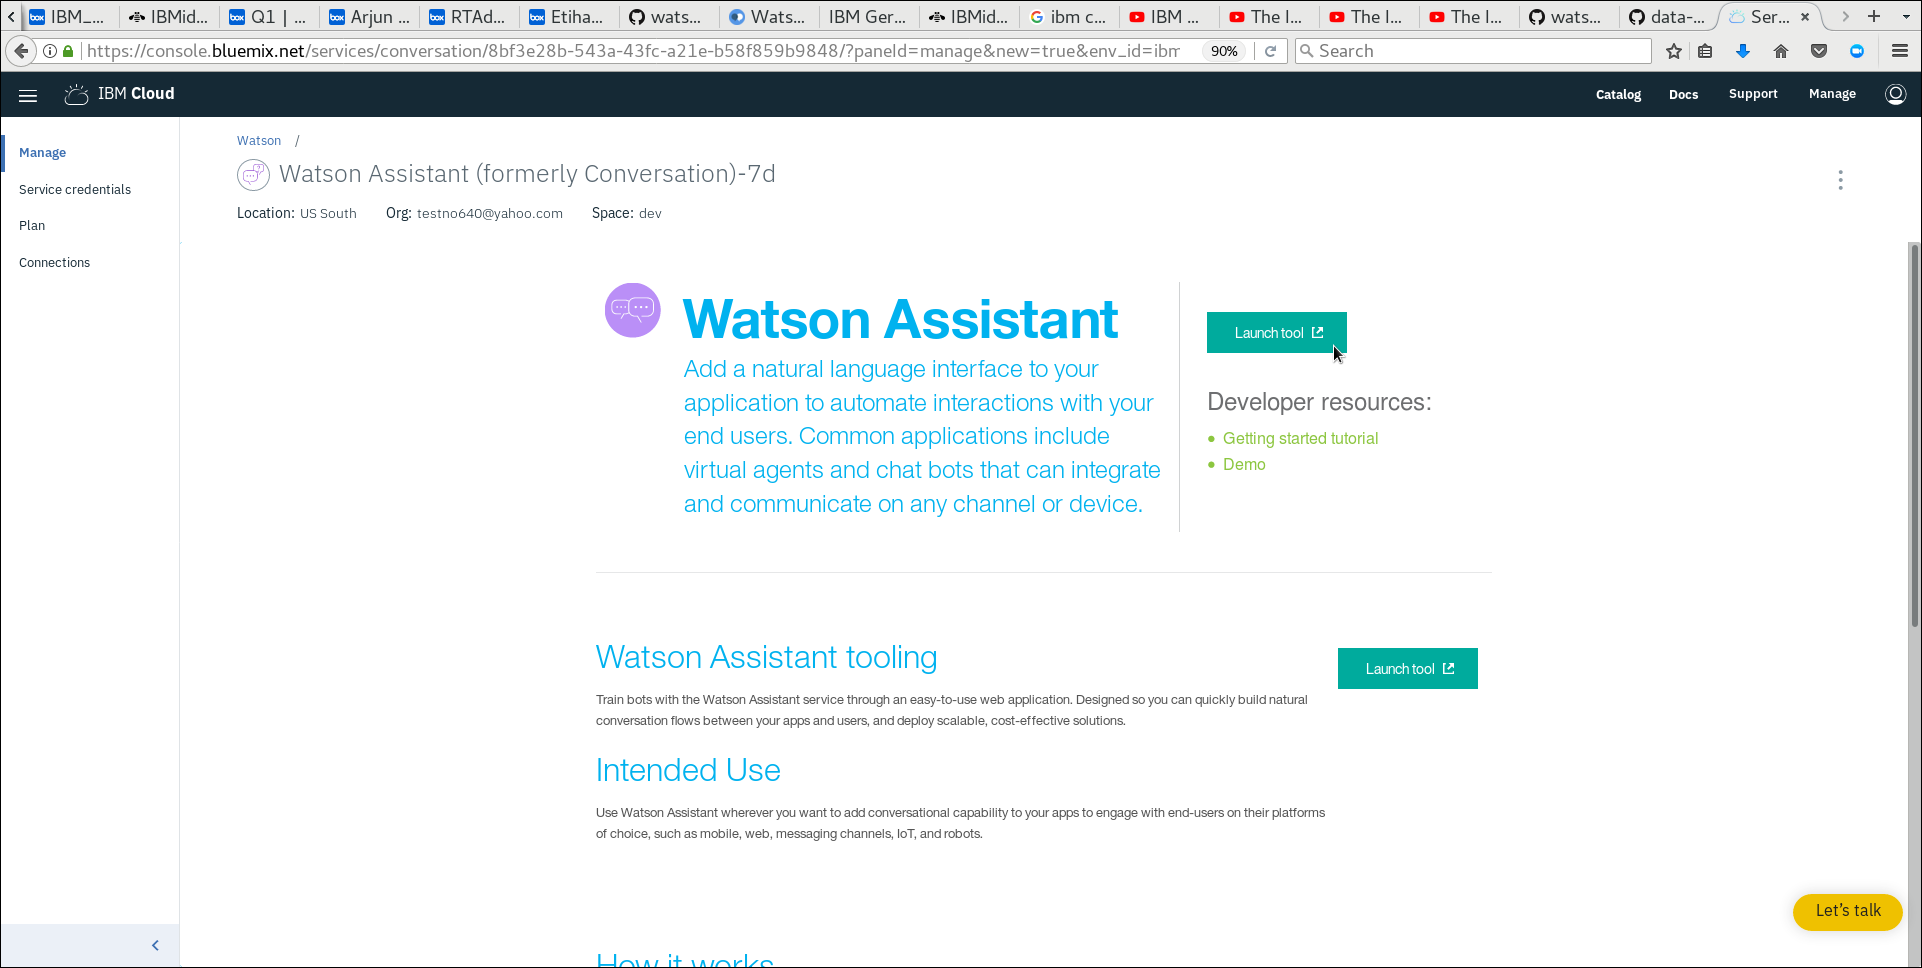 IBM_...
IBMid...
Q1 | ...
Arjun ...
RTAd...
Etiha...
wats...
Wats...
IBM Ger...
IBMid...
ibm c...
IBM ...
The I...
The I...
The I...
wats...
data-...
Ser...
https://console.bluemix.net/services/conversation/8bf3e28b-543a-43fc-a21e-b58f859b9848/?paneId=manage&new=true&env_id=ibm
90%
Search
IBM Cloud
Catalog
Docs
Support
Manage
Manage
Service credentials
Plan
Connections
Watson /
Watson Assistant (formerly Conversation)-7d
Location: US South Org: testno640@yahoo.com Space: dev
Watson Assistant
Add a natural language interface to your
application to automate interactions with your
end users. Common applications include
virtual agents and chat bots that can integrate
and communicate on any channel or device.
Launch tool
Developer resources:
• Getting started tutorial
• Demo
Watson Assistant tooling
Launch tool
Train bots with the Watson Assistant service through an easy-to-use web application. Designed so you can quickly build natural
conversation flows between your apps and users, and deploy scalable, cost-effective solutions.
Intended Use
Use Watson Assistant wherever you want to add conversational capability to your apps to engage with end-users on their platforms
of choice, such as mobile, web, messaging channels, IoT, and robots.
How it works
Let's talk